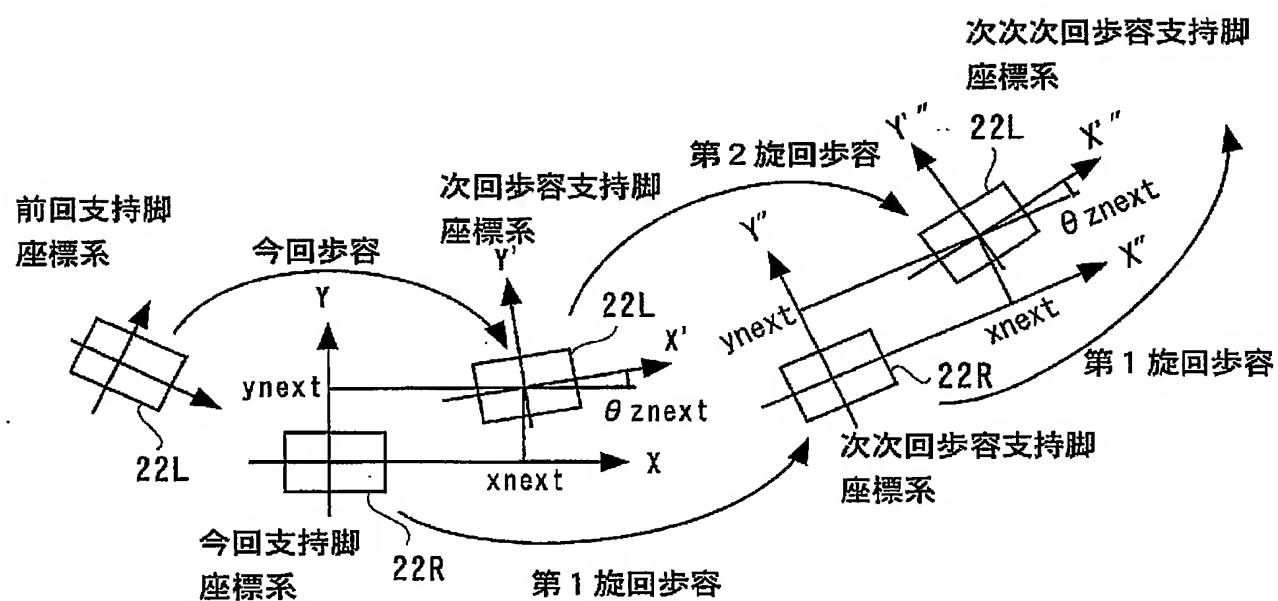 次次次回歩容支持脚
座標系
Y'"
22L
X'"
第2旋回歩容
θznext
次回歩容支持脚
座標系
前回支持脚
座標系
今回歩容
Y'
Y"
X"
Y
22L
X'
ynext
xnext
第1旋回歩容
22R
ynext
θznext
次次回歩容支持脚
座標系
22L
X
xnext
今回支持脚
座標系
22R
第1旋回歩容